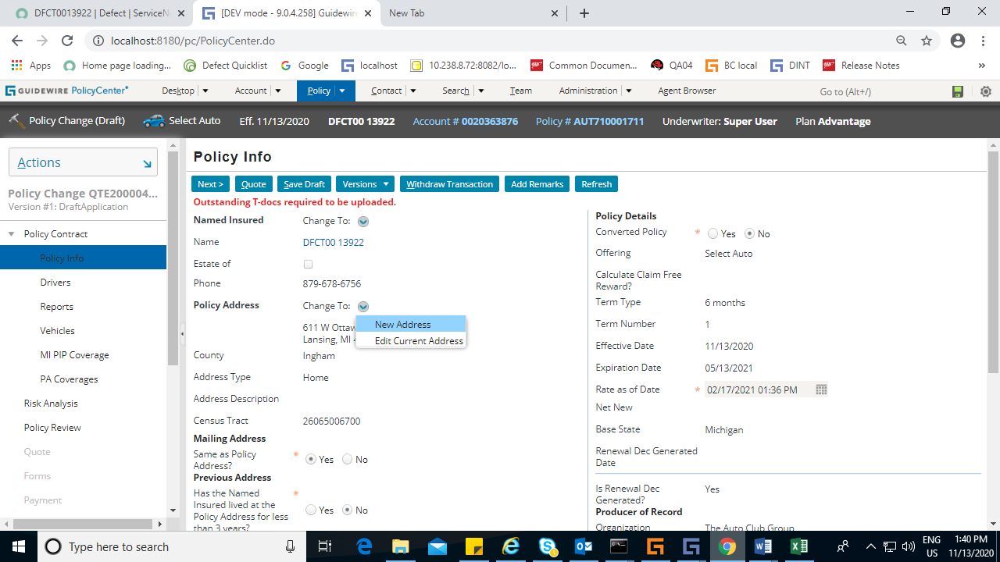 DFCT0013922 | Defect | ServiceN
[DEV mode - 9.0.4.258] Guidewire
New Tab
localhost:8180/pc/PolicyCenter.do
Apps
Home page loading...
Defect Quicklist
Google
localhost
10.238.8.72:8082/lo...
Common Documen...
QA04
BC local
DINT
Release Notes
»
GUIDEWIRE PolicyCenter
Desktop
Account
Policy
Contact
Search
Team
Administration
Agent Browser
Go to (Alt+/)
Policy Change (Draft)
Select Auto
Eff. 11/13/2020
DFCT00 13922
Account # 0020363876
Policy # AUT710001711
Underwriter: Super User
Plan Advantage
Actions
Policy Change QTE200004...
Version #1: DraftApplication
Policy Contract
Policy Info
Drivers
Reports
Vehicles
MI PIP Coverage
PA Coverages
Risk Analysis
Policy Review
Quote
Forms
Payment
Policy Info
Next >
Quote
Save Draft
Versions
Withdraw Transaction
Add Remarks
Refresh
Outstanding T-docs required to be uploaded.
Named Insured
Change To:
Name
DFCT00 13922
Estate of
Phone
879-678-6756
Policy Address
Change To:
New Address
Edit Current Address
611 W Ottaw
Lansing, MI 4
County
Ingham
Address Type
Home
Address Description
Census Tract
26065006700
Mailing Address
Same as Policy
Address?
* Yes No
Previous Address
Has the Named
Insured lived at the
Policy Address for less
than 3 years?
* Yes No
Policy Details
Converted Policy
* Yes No
Offering
Select Auto
Calculate Claim Free
Reward?
Term Type
6 months
Term Number
1
Effective Date
11/13/2020
Expiration Date
05/13/2021
Rate as of Date
* 02/17/2021 01:36 PM
Net New
Base State
Michigan
Renewal Dec Generated
Date
Is Renewal Dec
Generated?
Yes
Producer of Record
Organization
The Auto Club Group
Type here to search
ENG
US
1:40 PM
11/13/2020